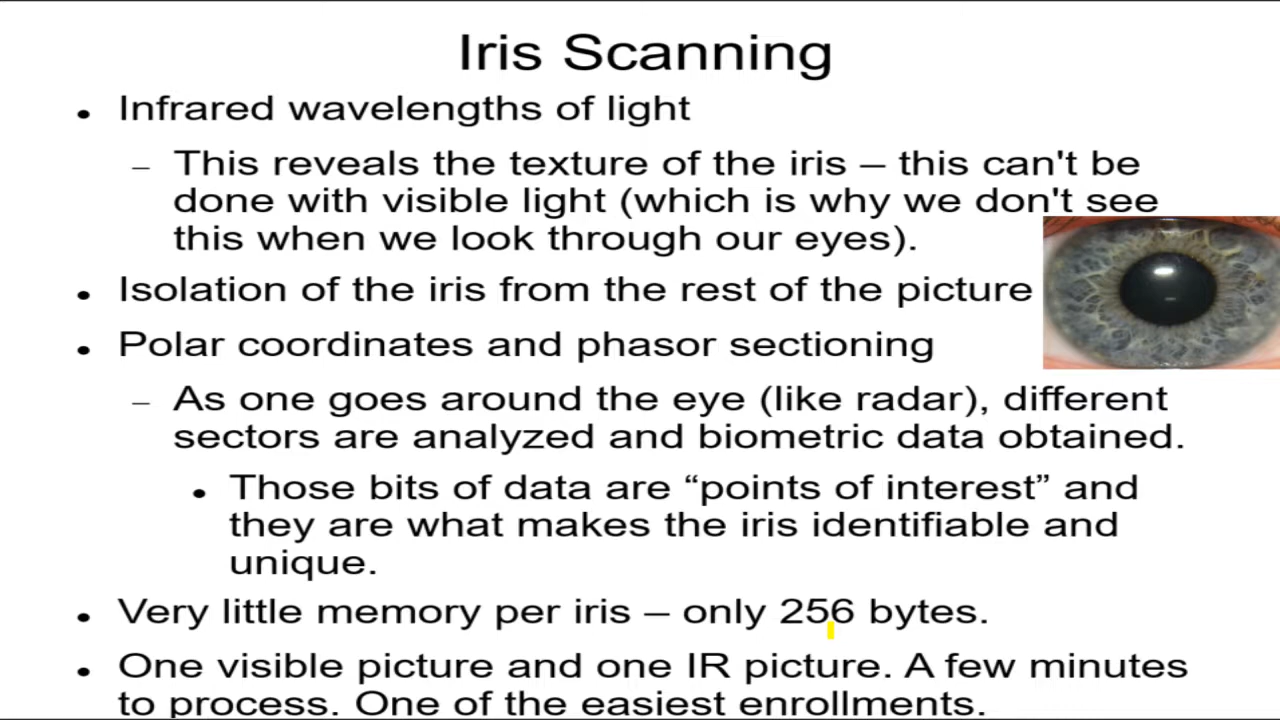 Iris Scanning
• Infrared wavelengths of light
– This reveals the texture of the iris – this can't be
done with visible light (which is why we don't see
this when we look through our eyes).
• Isolation of the iris from the rest of the picture
• Polar coordinates and phasor sectioning
– As one goes around the eye (like radar), different
sectors are analyzed and biometric data obtained.
• Those bits of data are “points of interest” and
they are what makes the iris identifiable and
unique.
• Very little memory per iris – only 256 bytes.
• One visible picture and one IR picture. A few minutes
to process. One of the easiest enrollments.